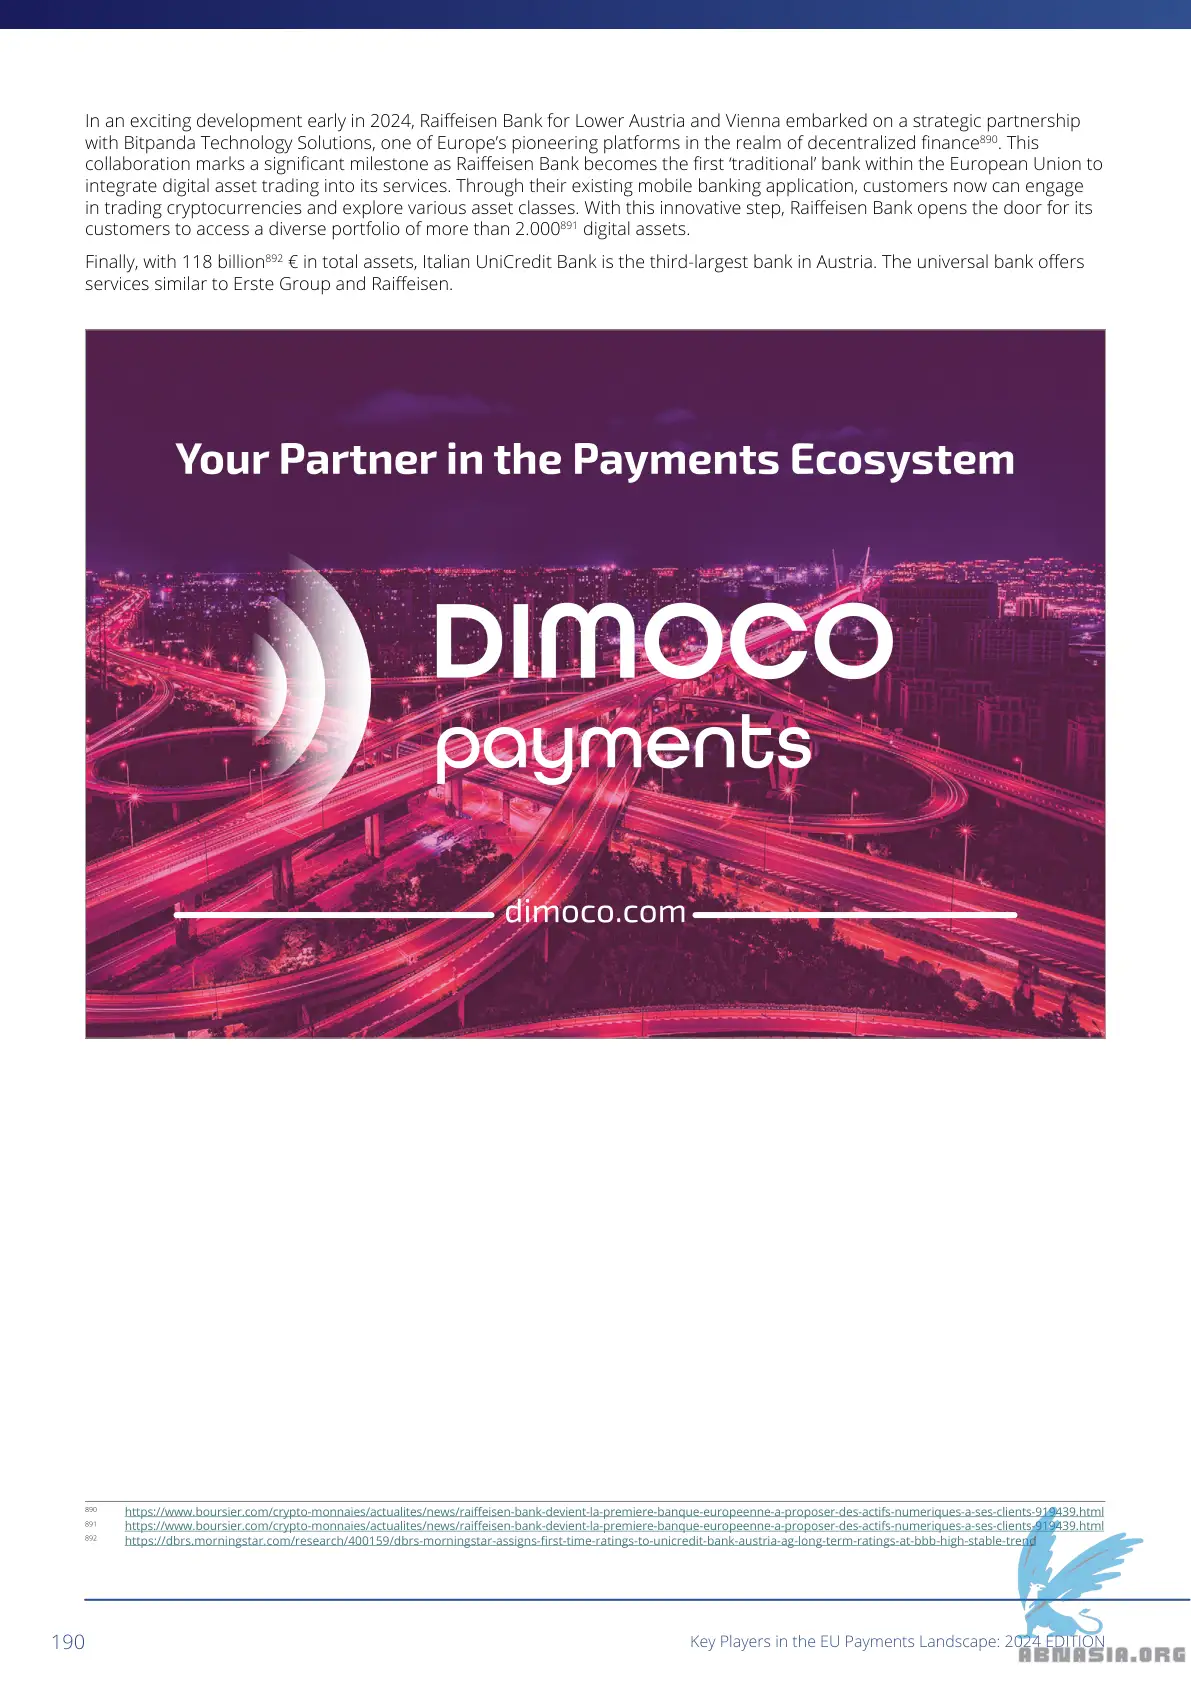 In an exciting development early in 2024, Raiffeisen Bank for Lower Austria and Vienna embarked on a strategic partnership
with Bitpanda Technology Solutions, one of Europe’s pioneering platforms in the realm of decentralized finance890. This
collaboration marks a significant milestone as Raiffeisen Bank becomes the first ‘traditional’ bank within the European Union to
integrate digital asset trading into its services. Through their existing mobile banking application, customers now can engage
in trading cryptocurrencies and explore various asset classes. With this innovative step, Raiffeisen Bank opens the door for its
customers to access a diverse portfolio of more than 2.000891 digital assets.
Finally, with 118 billion892 € in total assets, Italian UniCredit Bank is the third-largest bank in Austria. The universal bank offers
services similar to Erste Group and Raiffeisen.
Your Partner in the Payments Ecosystem
DIMOCO
payments
dimoco.com
890 https://www.boursier.com/crypto-monnaies/actualites/news/raiffeisen-bank-devient-la-premiere-banque-europeenne-a-proposer-des-actifs-numeriques-a-ses-clients-919439.html
891 https://www.boursier.com/crypto-monnaies/actualites/news/raiffeisen-bank-devient-la-premiere-banque-europeenne-a-proposer-des-actifs-numeriques-a-ses-clients-919439.html
892 https://dbrs.morningstar.com/research/400159/dbrs-morningstar-assigns-first-time-ratings-to-unicredit-bank-austria-ag-long-term-ratings-at-bbb-high-stable-trend
190 Key Players in the EU Payments Landscape: 2024 EDITION
ABNASIA.ORG